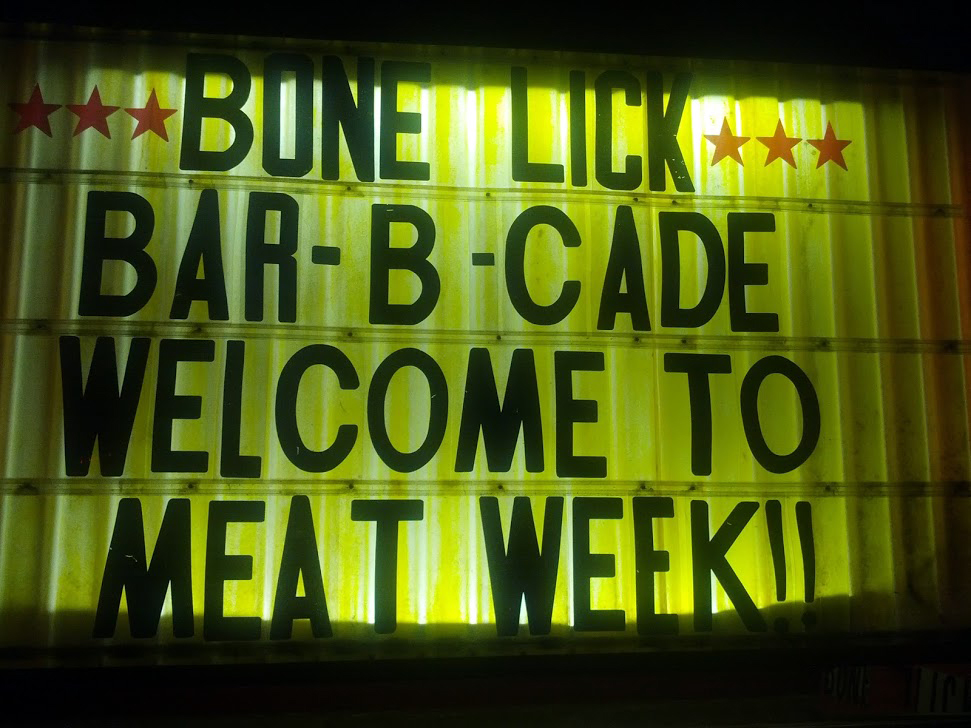 ★★★BONE LICK★★★
BAR-B-CADE
WELCOME TO
MEAT WEEK!!